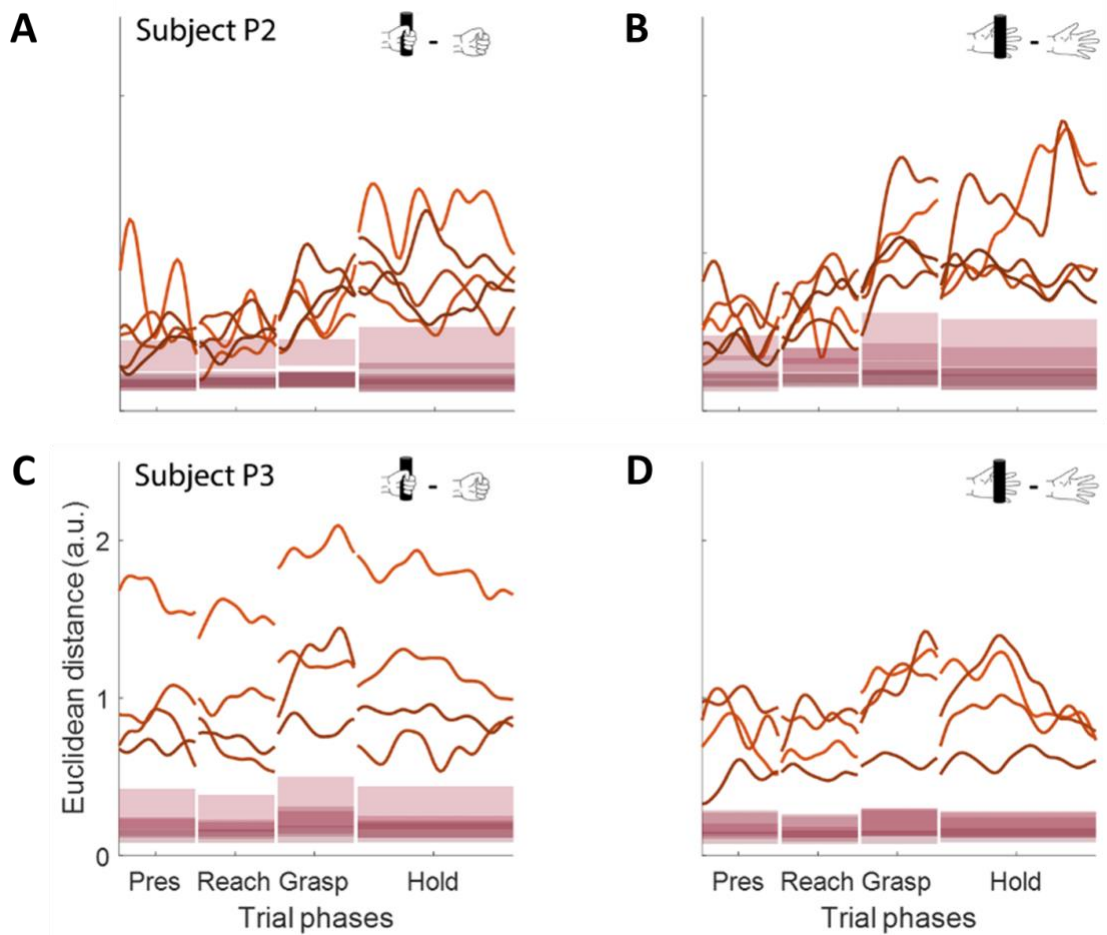 A
Subject P2
B
C
Subject P3
D
Euclidean distance (a.u.)
2
1
0
Pres Reach Grasp Hold
Trial phases
Pres Reach Grasp Hold
Trial phases